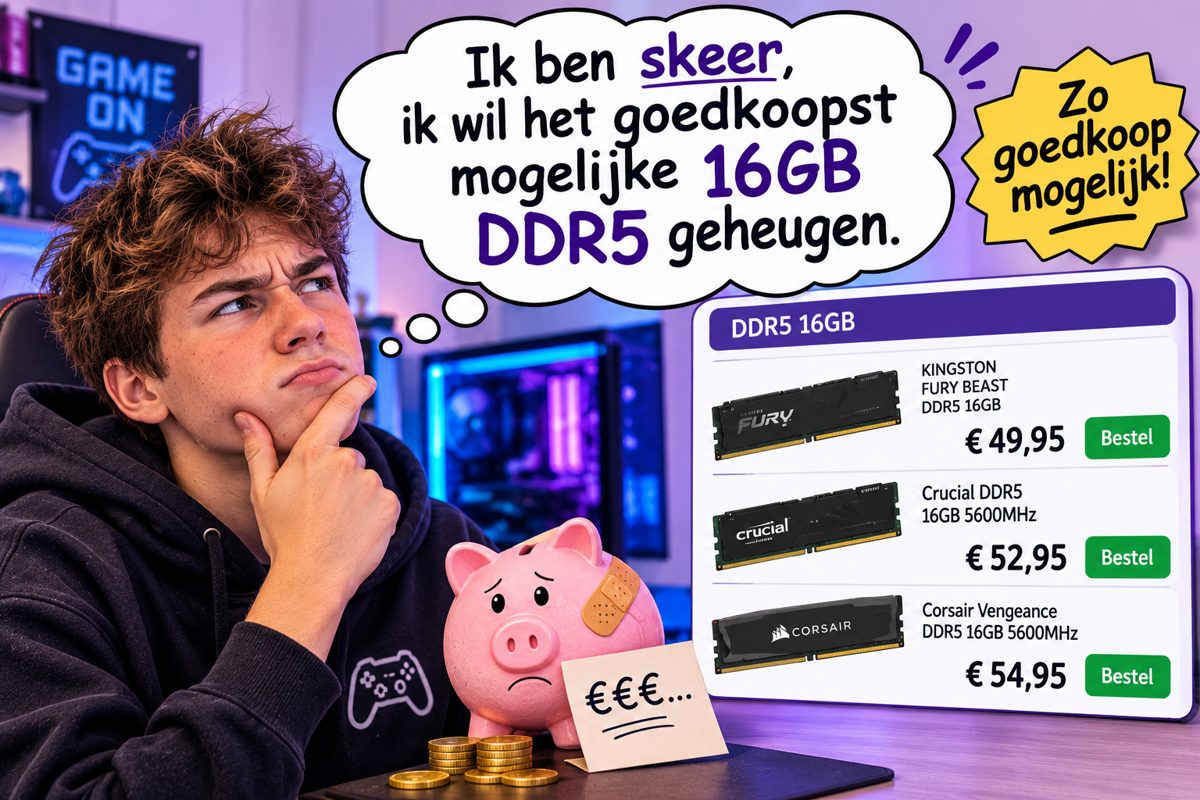 GAME
ON
Ik ben skeer,
ik wil het goedkoopst
mogelijke 16GB
DDR5 geheugen.
Zo
goedkoop
mogelijk!
DDR5 16GB
KINGSTON
FURY BEAST
DDR5 16GB
FURY
€ 49,95
Bestel
Crucial DDR5
16GB 5600MHz
crucial
€ 52,95
Bestel
Corsair Vengeance
DDR5 16GB 5600MHz
CORSAIR
€ 54,95
Bestel
€€€...